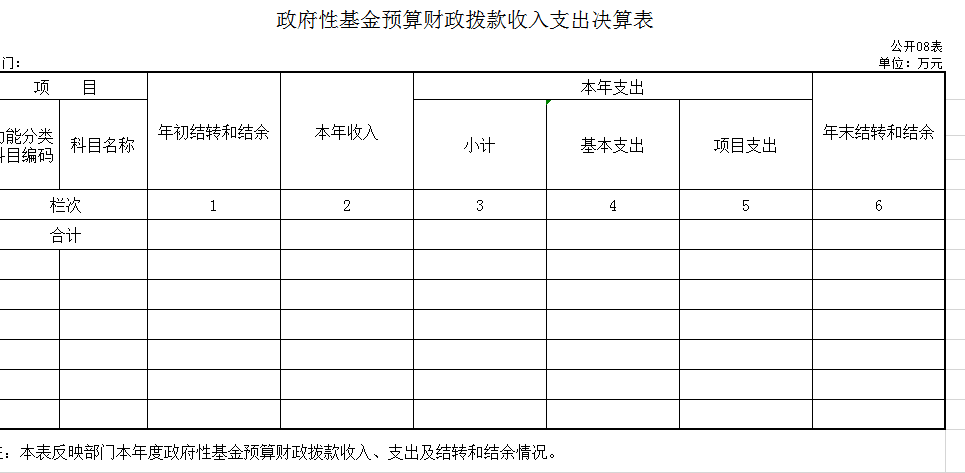 政府性基金预算财政拨款收入支出决算表
公开08表
门：
单位：万元
项 目
年初结转和结余
本年收入
本年支出
年末结转和结余
能分类
目编码
科目名称
小计
基本支出
项目支出
栏次 1 2 3 4 5 6
合计
：本表反映部门本年度政府性基金预算财政拨款收入、支出及结转和结余情况。